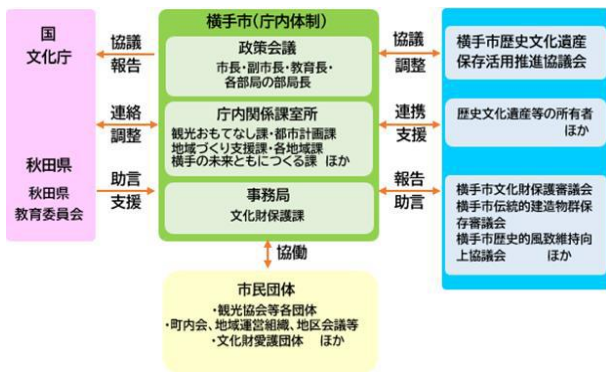 国
文化庁
秋田県
秋田県
教育委員会
協議
報告
連絡
調整
助言
支援
横手市(庁内体制)
政策会議
市長・副市長・教育長・
各部局の部局長
庁内関係課室所
観光おもてなし課・都市計画課
地域づくり支援課・各地域課
横手の未来ともにつくる課 ほか
事務局
文化財保護課
協議
調整
連携
支援
報告
助言
横手市歴史文化遺産
保存活用推進協議会
歴史文化遺産等の所有者
ほか
横手市文化財保護審議会
横手市伝統的建造物群保
存審議会
横手市歴史的風致維持向
上協議会 ほか
協働
市民団体
・観光協会等各団体
・町内会、地域運営組織、地区会議等
・文化財愛護団体 ほか